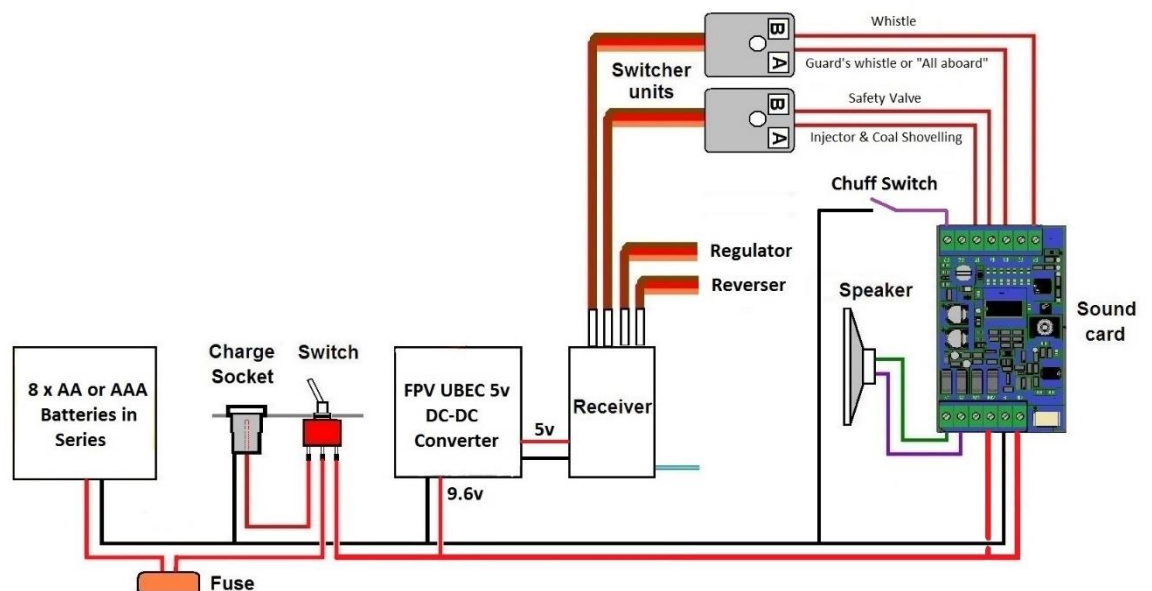 Whistle
B
A
Guard's whistle or "All aboard"
Switcher
units
Safety Valve
B
A
Injector & Coal Shovelling
Chuff Switch
Regulator
Reverser
Speaker
Sound
card
8 x AA or AAA
Batteries in
Series
Charge
Socket
Switch
FPV UBEC 5v
DC-DC
Converter
5v
Receiver
9.6v
Fuse